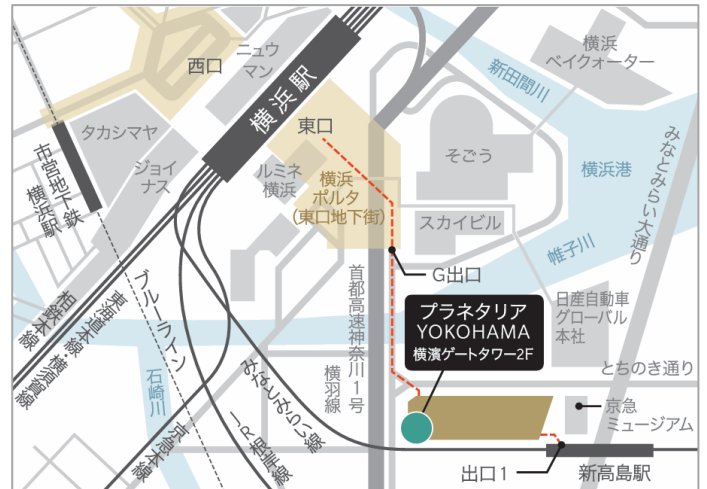 西口
ニュウ
マン
横浜駅
横浜
ベイクォーター
新田間川
東口
タカシマヤ
ジョイ
ナス
市営地下鉄
横浜駅
ルミネ
横浜
横浜
ポルタ
(東口地下街)
そごう
横浜港
みなとみらい大通り
スカイビル
帷子川
G出口
首都高速神奈川1号
横羽線
ブルーライン
東海道本線・横須賀線
相鉄本線
石崎川
京急本線
JR根岸線
みなとみらい線
プラネタリア
YOKOHAMA
横濱ゲートタワー2F
日産自動車
グローバル
本社
とちのき通り
京急
ミュージアム
出口1
新高島駅